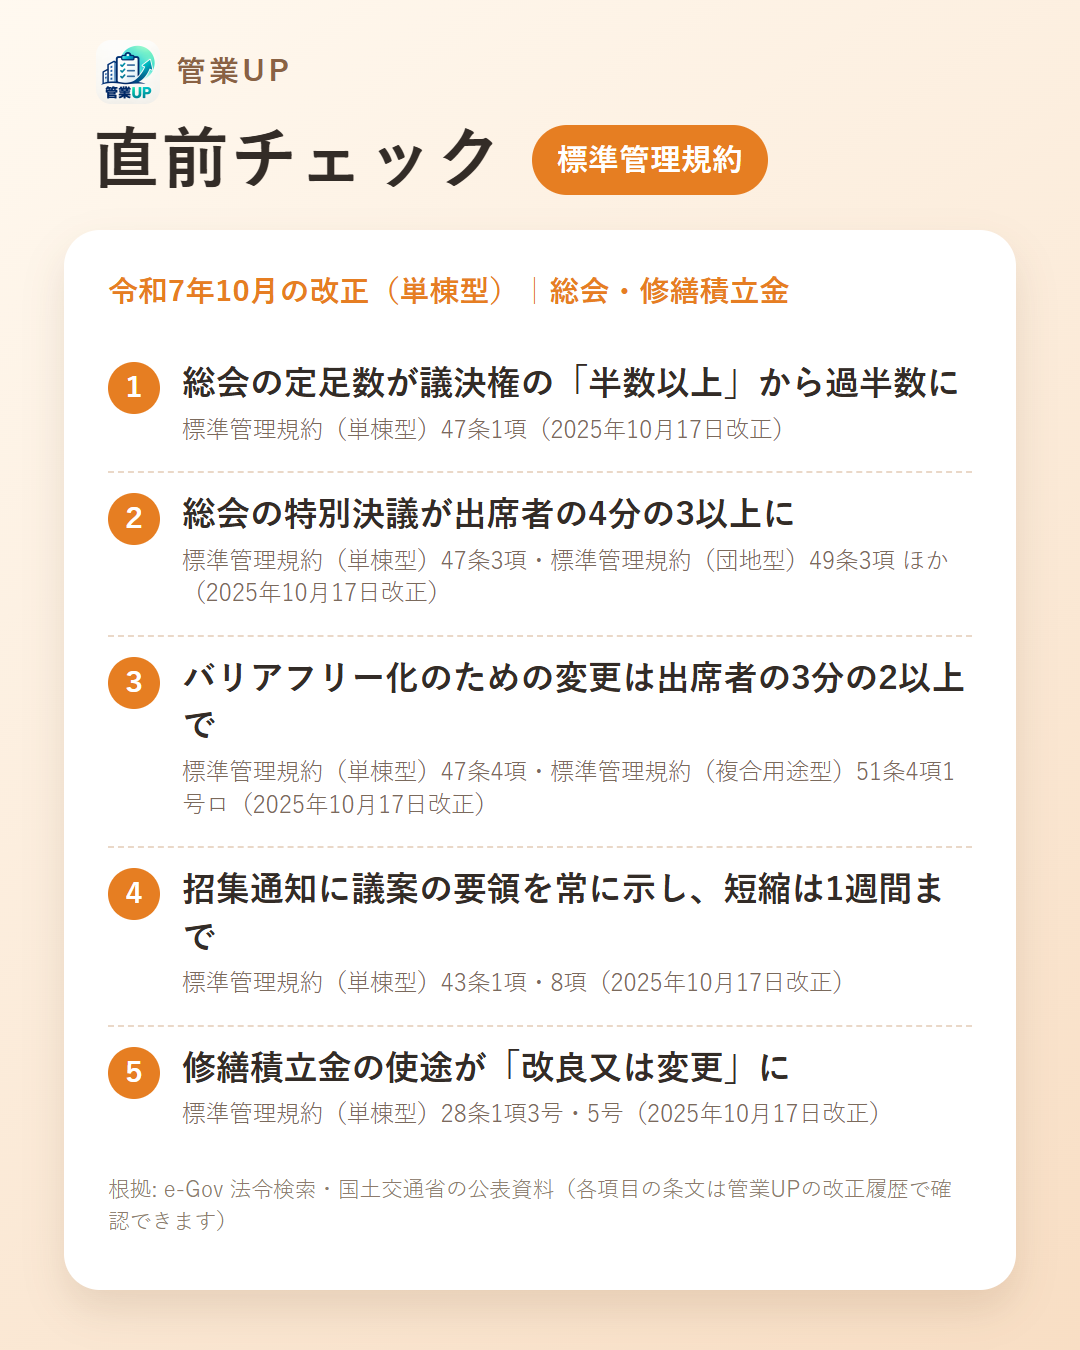 管業UP
管業UP
直前チェック
標準管理規約
令和7年10月の改正（単棟型）｜総会・修繕積立金
1
総会の定足数が議決権の「半数以上」から過半数に
標準管理規約（単棟型）47条1項（2025年10月17日改正）
2
総会の特別決議が出席者の4分の3以上に
標準管理規約（単棟型）47条3項・標準管理規約（団地型）49条3項 ほか
（2025年10月17日改正）
3
バリアフリー化のための変更は出席者の3分の2以上
で
標準管理規約（単棟型）47条4項・標準管理規約（複合用途型）51条4項1
号ロ（2025年10月17日改正）
4
招集通知に議案の要領を常に示し、短縮は1週間ま
で
標準管理規約（単棟型）43条1項・8項（2025年10月17日改正）
5
修繕積立金の使途が「改良又は変更」に
標準管理規約（単棟型）28条1項3号・5号（2025年10月17日改正）
根拠: e-Gov 法令検索・国土交通省の公表資料（各項目の条文は管業UPの改正履歴で確
認できます）